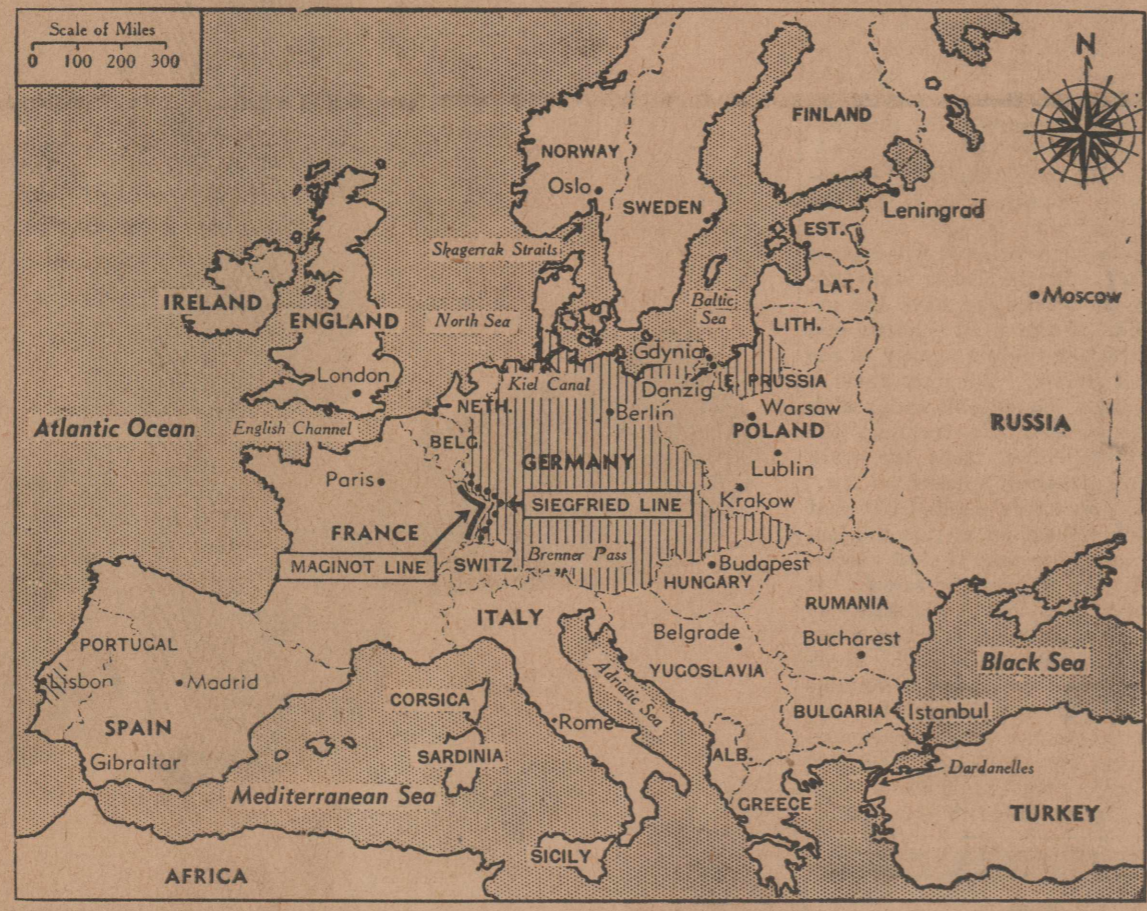 Scale of Miles
0 100 200 300
N
FINLAND
NORWAY
Oslo
SWEDEN
Leningrad
EST.
Skagerrak Straits
LAT.
Moscow
IRELAND
ENGLAND
North Sea
Baltic
Sea
LITH.
Gdynia
London
Kiel Canal
Danzig
E. PRUSSIA
NETH.
Berlin
Warsaw
Atlantic Ocean
English Channel
BELG.
POLAND
RUSSIA
GERMANY
Lublin
Paris
Krakow
SIEGFRIED LINE
FRANCE
MAGINOT LINE
SWITZ.
Brenner Pass
Budapest
HUNGARY
ITALY
RUMANIA
PORTUGAL
Belgrade
Bucharest
YUGOSLAVIA
Black Sea
Lisbon
Madrid
CORSICA
Adriatic Sea
BULGARIA
Istanbul
SPAIN
Rome
Gibraltar
SARDINIA
ALB.
Dardanelles
Mediterranean Sea
GREECE
TURKEY
SICILY
AFRICA